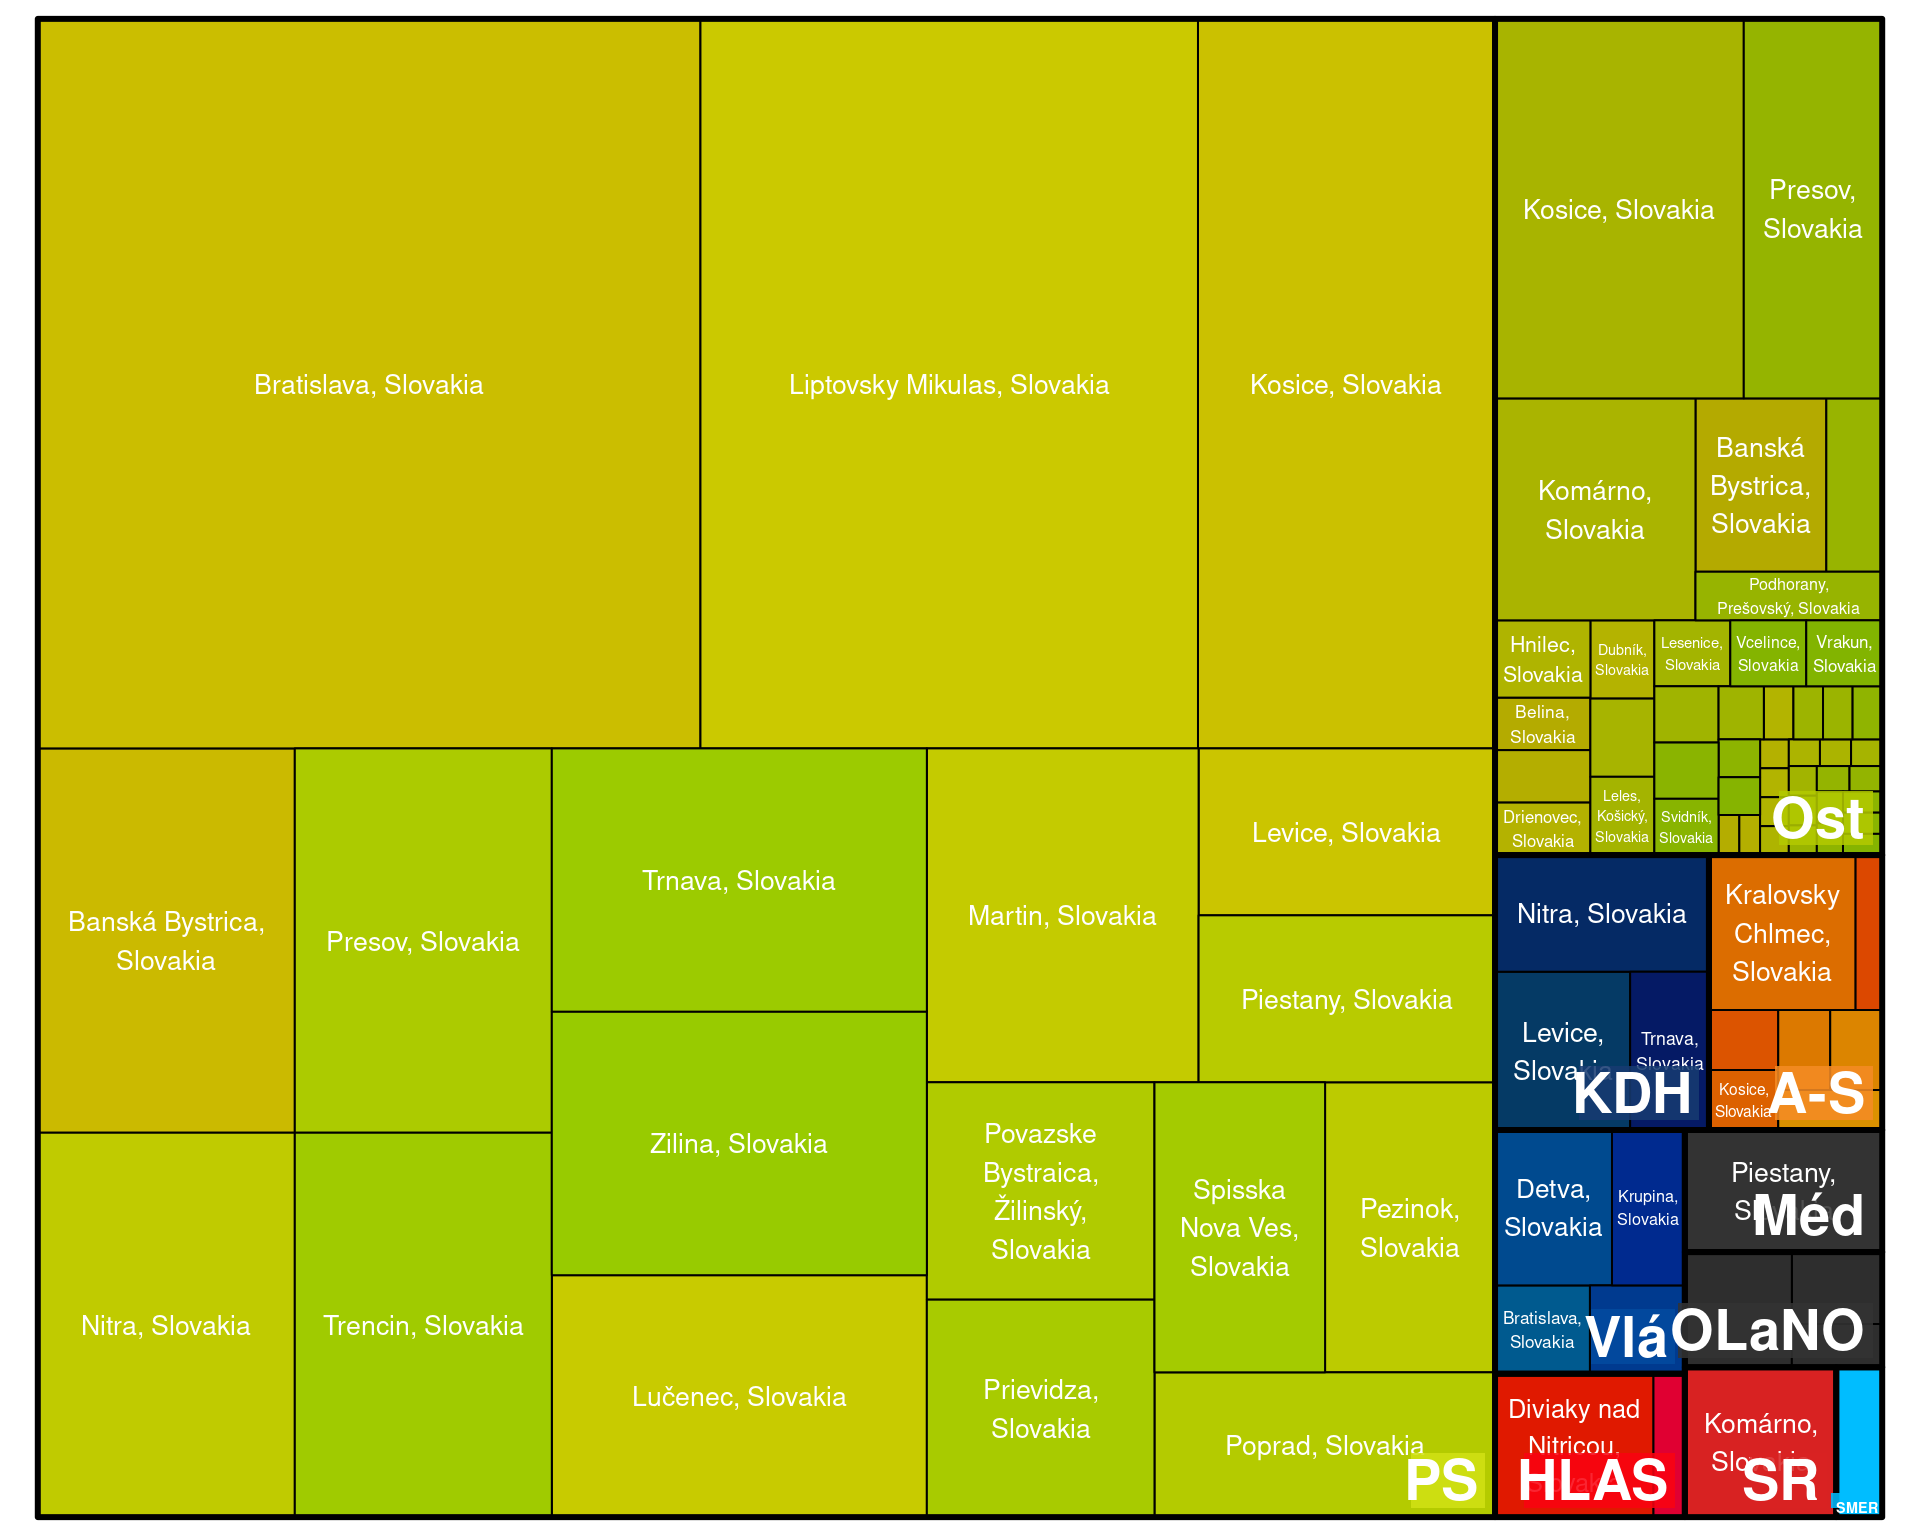 Bratislava, Slovakia
Liptovsky Mikulas, Slovakia
Kosice, Slovakia
Banská Bystrica,
Slovakia
Presov, Slovakia
Trnava, Slovakia
Zilina, Slovakia
Martin, Slovakia
Levice, Slovakia
Piestany, Slovakia
Nitra, Slovakia
Trencin, Slovakia
Lučenec, Slovakia
Povazske
Bystraica,
Žilinský,
Slovakia
Prievidza,
Slovakia
Spisska
Nova Ves,
Slovakia
Pezinok,
Slovakia
Poprad, Slovakia
PS
Kosice, Slovakia
Presov,
Slovakia
Komárno,
Slovakia
Banská
Bystrica,
Slovakia
Podhorany,
Prešovský, Slovakia
Hnilec,
Slovakia
Dubník,
Slovakia
Lesenice,
Slovakia
Vcelince,
Slovakia
Vrakun,
Slovakia
Belina,
Slovakia
Drienovec,
Slovakia
Leles,
Košický,
Slovakia
Svidník,
Slovakia
Ost
Nitra, Slovakia
Levice,
Slovakia
Trnava,
Slovakia
KDH
Kralovsky
Chlmec,
Slovakia
Kosice,
Slovakia
A-S
Detva,
Slovakia
Krupina,
Slovakia
Bratislava,
Slovakia
Vlá
Piestany,
Méd
OLaNO
Diviaky nad
Nitricou,
Slovakia
HLAS
Komárno,
Slovakia
SR
SMER